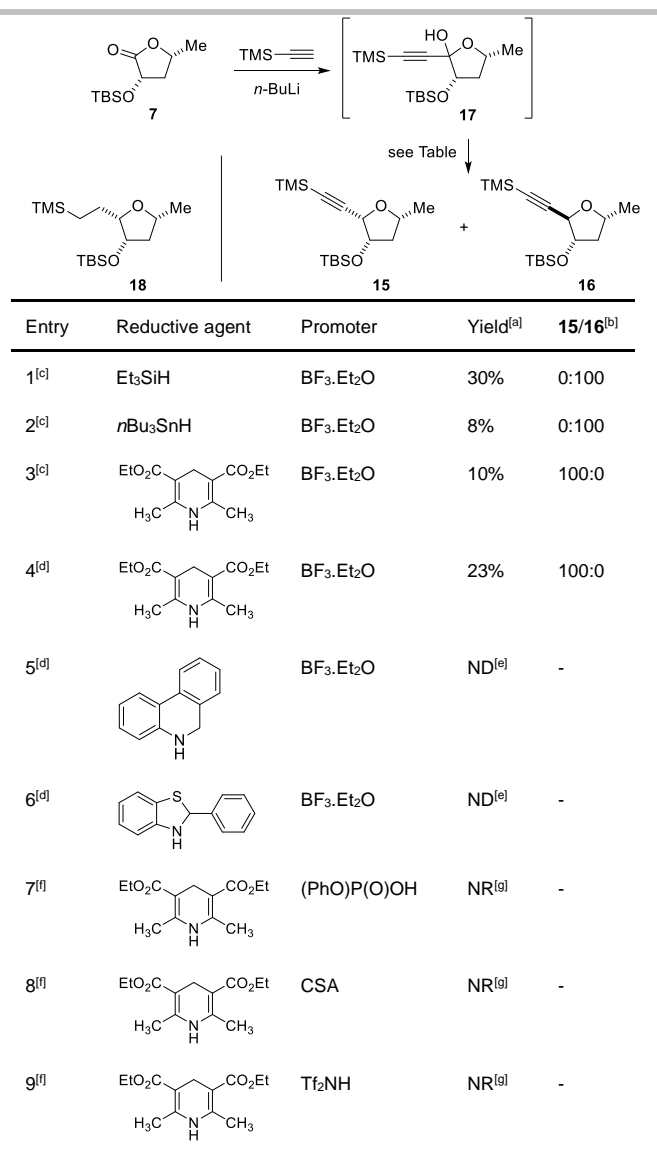 O
O
Me
TBSO
7
TMS
n-BuLi
HO
TMS
O
Me
TBSO
17
see Table
TMS
O
Me
TBSO
18
TMS
O
Me
TBSO
15
+
TMS
O
Me
TBSO
16
Entry Reductive agent Promoter Yield[a] 15/16[b]
1[c] Et3SiH BF3.Et2O 30% 0:100
2[c] nBu3SnH BF3.Et2O 8% 0:100
3[c] EtO2C CO2Et H3C N H CH3 BF3.Et2O 10% 100:0
4[d] EtO2C CO2Et H3C N H CH3 BF3.Et2O 23% 100:0
5[d] N H BF3.Et2O ND[e] -
6[d] S N H BF3.Et2O ND[e] -
7[f] EtO2C CO2Et H3C N H CH3 (PhO)P(O)OH NR[g] -
8[f] EtO2C CO2Et H3C N H CH3 CSA NR[g] -
9[f] EtO2C CO2Et H3C N H CH3 Tf2NH NR[g] -